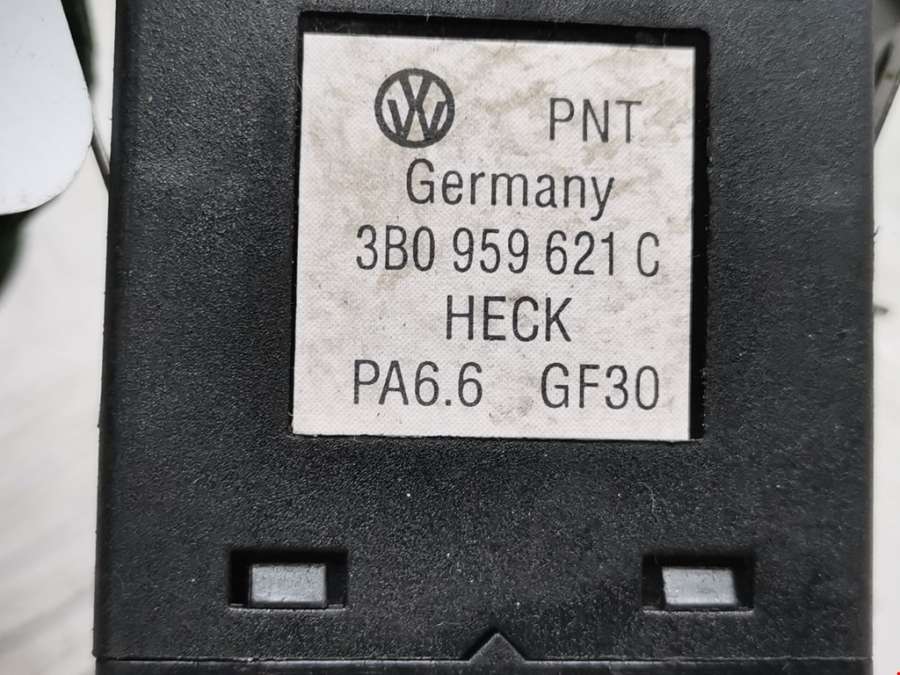 PNT
Germany
3B0 959 621 C
HECK
PA6.6 GF30